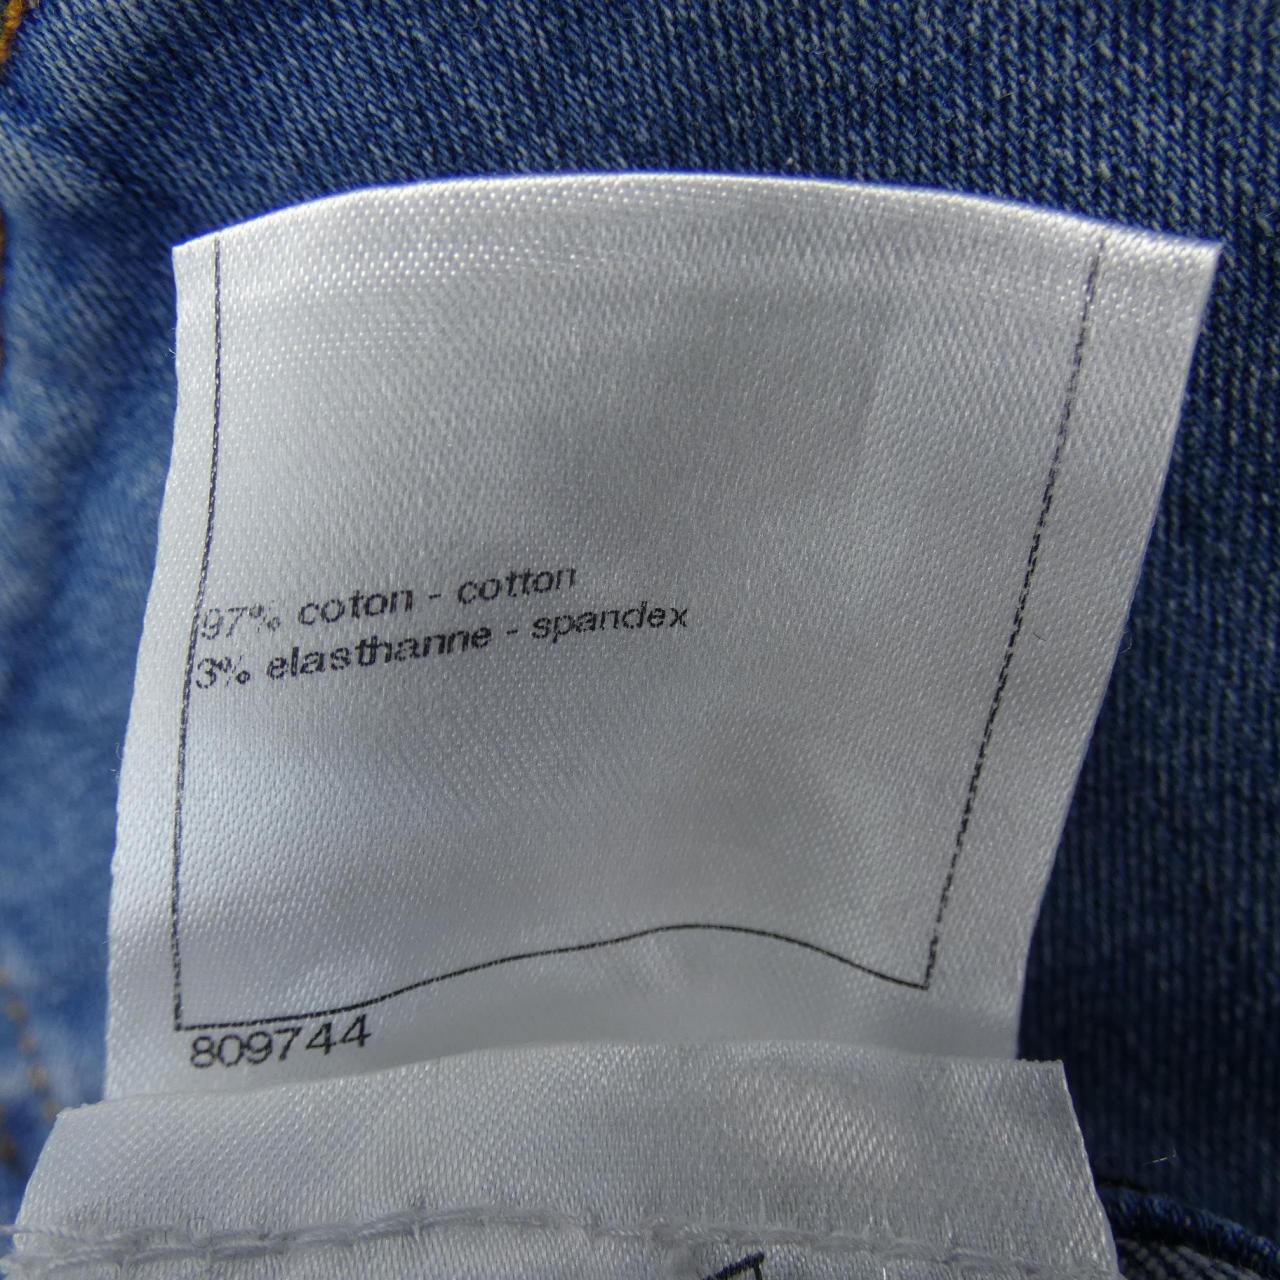 97% coton - cotton
3% elasthanne - spandex
809744